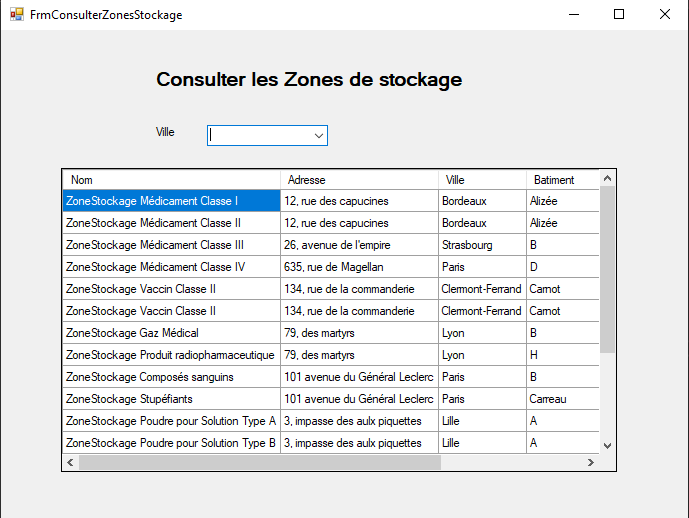 FrmConsulterZonesStockage
Consulter les Zones de stockage
Ville
Nom Adresse Ville Batiment
ZoneStockage Médicament Classe I 12, rue des capucines Bordeaux Alizée
ZoneStockage Médicament Classe II 12, rue des capucines Bordeaux Alizée
ZoneStockage Médicament Classe III 26, avenue de l'empire Strasbourg B
ZoneStockage Médicament Classe IV 635, rue de Magellan Paris D
ZoneStockage Vaccin Classe II 134, rue de la commanderie Clermont-Ferrand Carnot
ZoneStockage Vaccin Classe II 134, rue de la commanderie Clermont-Ferrand Carnot
ZoneStockage Gaz Médical 79, des martyrs Lyon B
ZoneStockage Produit radiopharmaceutique 79, des martyrs Lyon H
ZoneStockage Composés sanguins 101 avenue du Général Leclerc Paris B
ZoneStockage Stupéfiants 101 avenue du Général Leclerc Paris Carreau
ZoneStockage Poudre pour Solution Type A 3, impasse des aulx piquettes Lille A
ZoneStockage Poudre pour Solution Type B 3, impasse des aulx piquettes Lille A